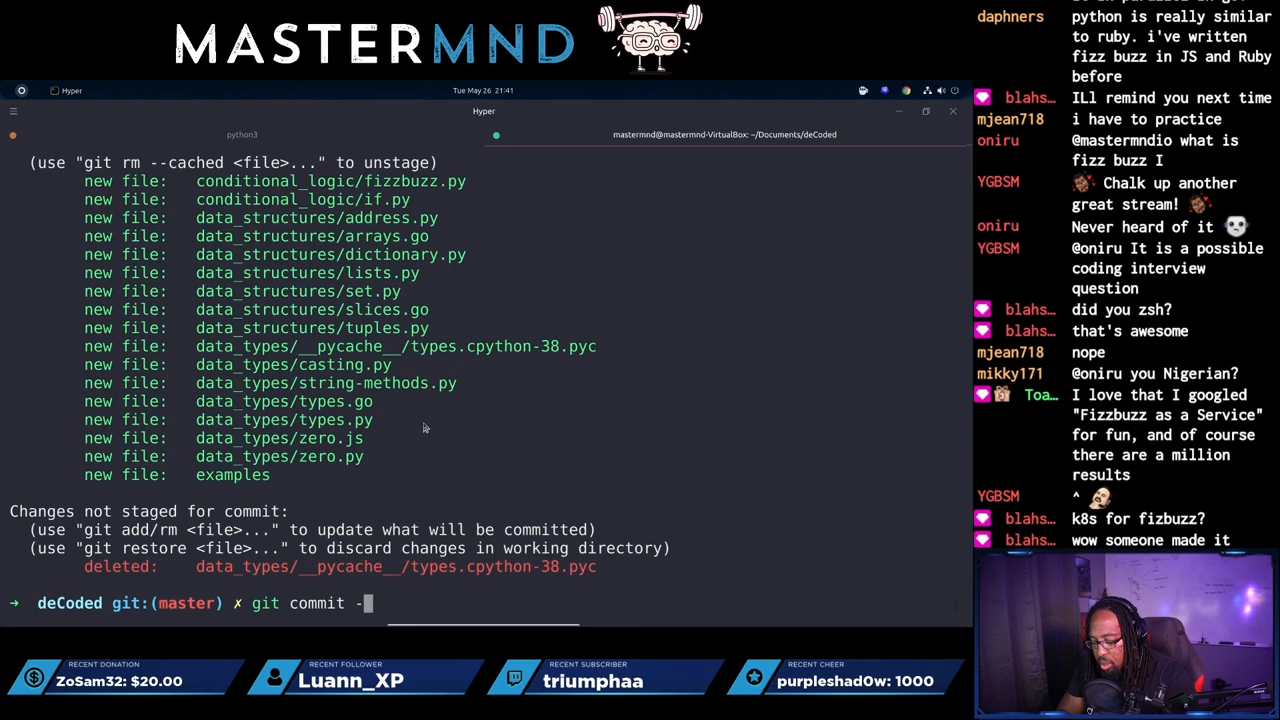 MASTERMND
Hyper
Tue May 26 21:41
Hyper
python3
mastermnd@mastermnd-VirtualBox: ~/Documents/deCoded
(use "git rm --cached <file>..." to unstage)
new file: conditional_logic/fizzbuzz.py
new file: conditional_logic/if.py
new file: data_structures/address.py
new file: data_structures/arrays.go
new file: data_structures/dictionary.py
new file: data_structures/lists.py
new file: data_structures/set.py
new file: data_structures/slices.go
new file: data_structures/tuples.py
new file: data_types/__pycache__/types.cpython-38.pyc
new file: data_types/casting.py
new file: data_types/string-methods.py
new file: data_types/types.go
new file: data_types/types.py
new file: data_types/zero.js
new file: data_types/zero.py
new file: examples
Changes not staged for commit:
(use "git add/rm <file>..." to update what will be committed)
(use "git restore <file>..." to discard changes in working directory)
deleted: data_types/__pycache__/types.cpython-38.pyc
→ deCoded git:(master) ✗ git commit -
daphners python is really similar
to ruby. i've written
fizz buzz in JS and Ruby
before
blahs… ILl remind you next time
mjean718 i have to practice
oniru @mastermndio what is
fizz buzz I
YGBSM Chalk up another
great stream!
oniru Never heard of it
YGBSM @oniru It is a possible
coding interview
question
blahs… did you zsh?
blahs… that's awesome
mjean718 nope
mikky171 @oniru you Nigerian?
Toa… I love that I googled
"Fizzbuzz as a Service"
for fun, and of course
there are a million
results
YGBSM ^
blahs… k8s for fizbuzz?
blahs… wow someone made it
RECENT DONATION
ZoSam32: $20.00
RECENT FOLLOWER
Luann_XP
RECENT SUBSCRIBER
triumphaa
RECENT CHEER
purpleshad0w: 1000